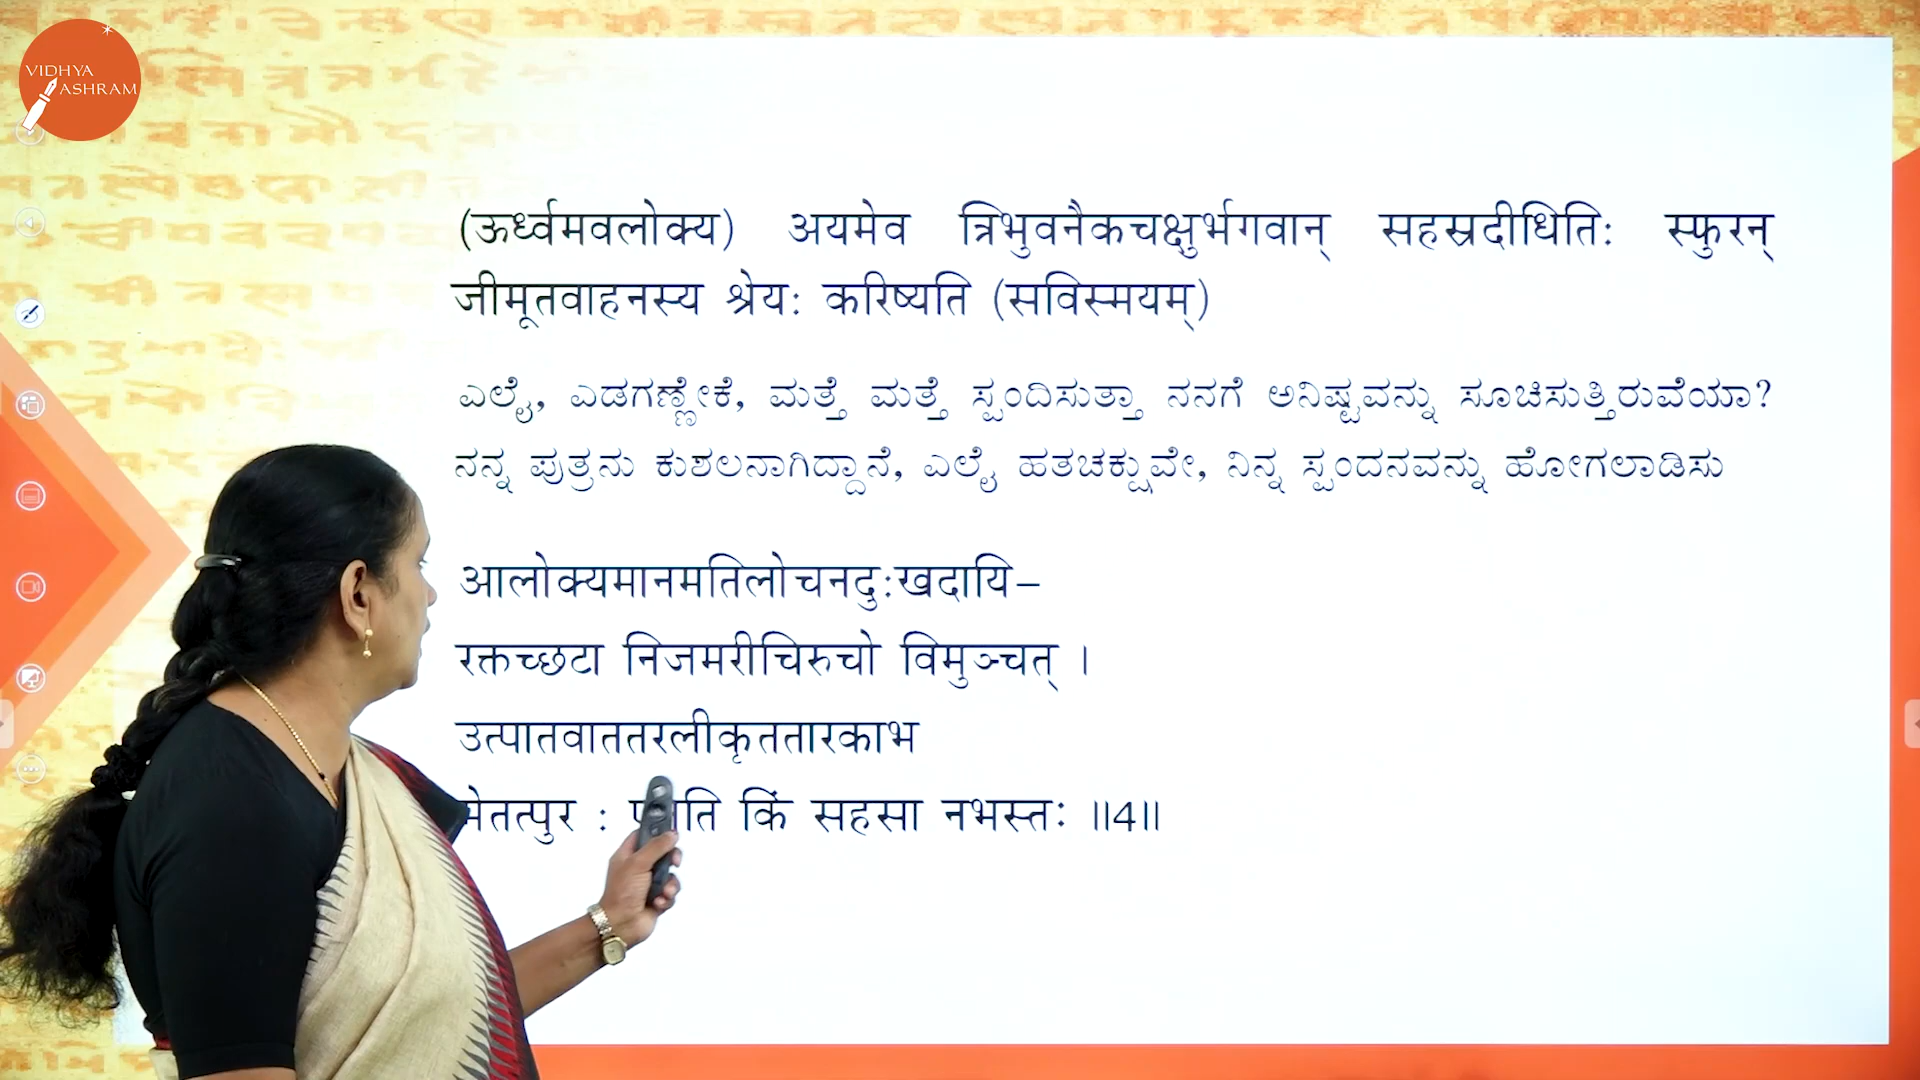 VIDHYA
ASHRAM
(ऊर्ध्वमवलोक्य) अयमेव त्रिभुवनैकचक्षुर्भगवान् सहस्रदीधितिः स्फुरन्
जीमूतवाहनस्य श्रेयः करिष्यति (सविस्मयम्)
ಎಲೈ, ಎಡಗಣ್ಣೇಕೆ, ಮತ್ತೆ ಮತ್ತೆ ಸ್ಪಂದಿಸುತ್ತಾ ನನಗೆ ಅನಿಷ್ಟವನ್ನು ಸೂಚಿಸುತ್ತಿರುವೆಯಾ?
ನನ್ನ ಪುತ್ರನು ಕುಶಲನಾಗಿದ್ದಾನೆ, ಎಲೈ ಹತಚಕ್ಷುವೇ, ನಿನ್ನ ಸ್ಪಂದನವನ್ನು ಹೋಗಲಾಡಿಸು
आलोक्यमानमतिलोचनदुःखदायि–
रक्तच्छटा निजमरीचिरुचो विमुञ्चत् ।
उत्पातवाततरलीकृततारकाभ
किं सहसा नभस्तः ॥4॥